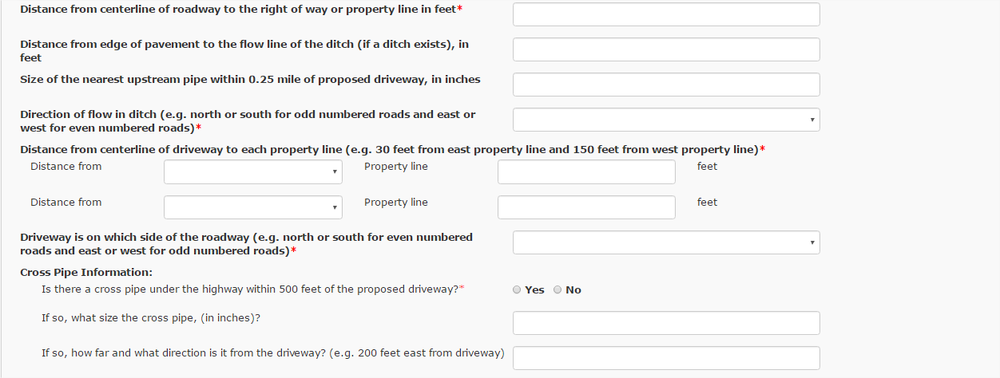 Distance from centerline of roadway to the right of way or property line in feet*
Distance from edge of pavement to the flow line of the ditch (if a ditch exists), in
feet
Size of the nearest upstream pipe within 0.25 mile of proposed driveway, in inches
Direction of flow in ditch (e.g. north or south for odd numbered roads and east or
west for even numbered roads)*
Distance from centerline of driveway to each property line (e.g. 30 feet from east property line and 150 feet from west property line)*
Distance from Property line feet
Distance from Property line feet
Driveway is on which side of the roadway (e.g. north or south for even numbered
roads and east or west for odd numbered roads)*
Cross Pipe Information:
Is there a cross pipe under the highway within 500 feet of the proposed driveway?* Yes No
If so, what size the cross pipe, (in inches)?
If so, how far and what direction is it from the driveway? (e.g. 200 feet east from driveway)